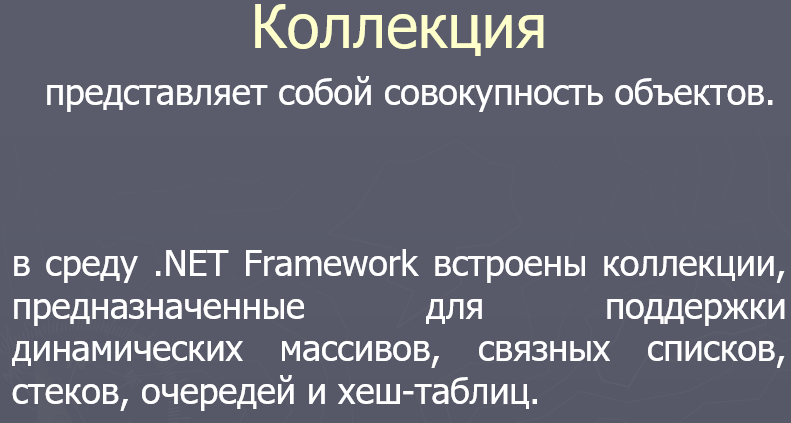 Коллекция
представляет собой совокупность объектов.
в среду .NET Framework встроены коллекции,
предназначенные для поддержки
динамических массивов, связных списков,
стеков, очередей и хеш-таблиц.